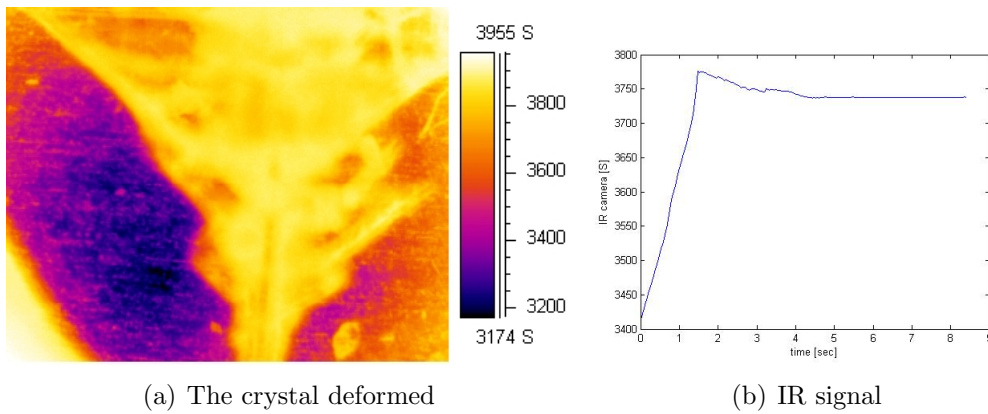 3955 S
3800
3600
3400
3200
3174 S
3800
3750
3700
3650
3600
3550
3500
3450
3400
IR camera [S]
0 1 2 3 4 5 6 7 8 9
time [sec]
(a) The crystal deformed
(b) IR signal